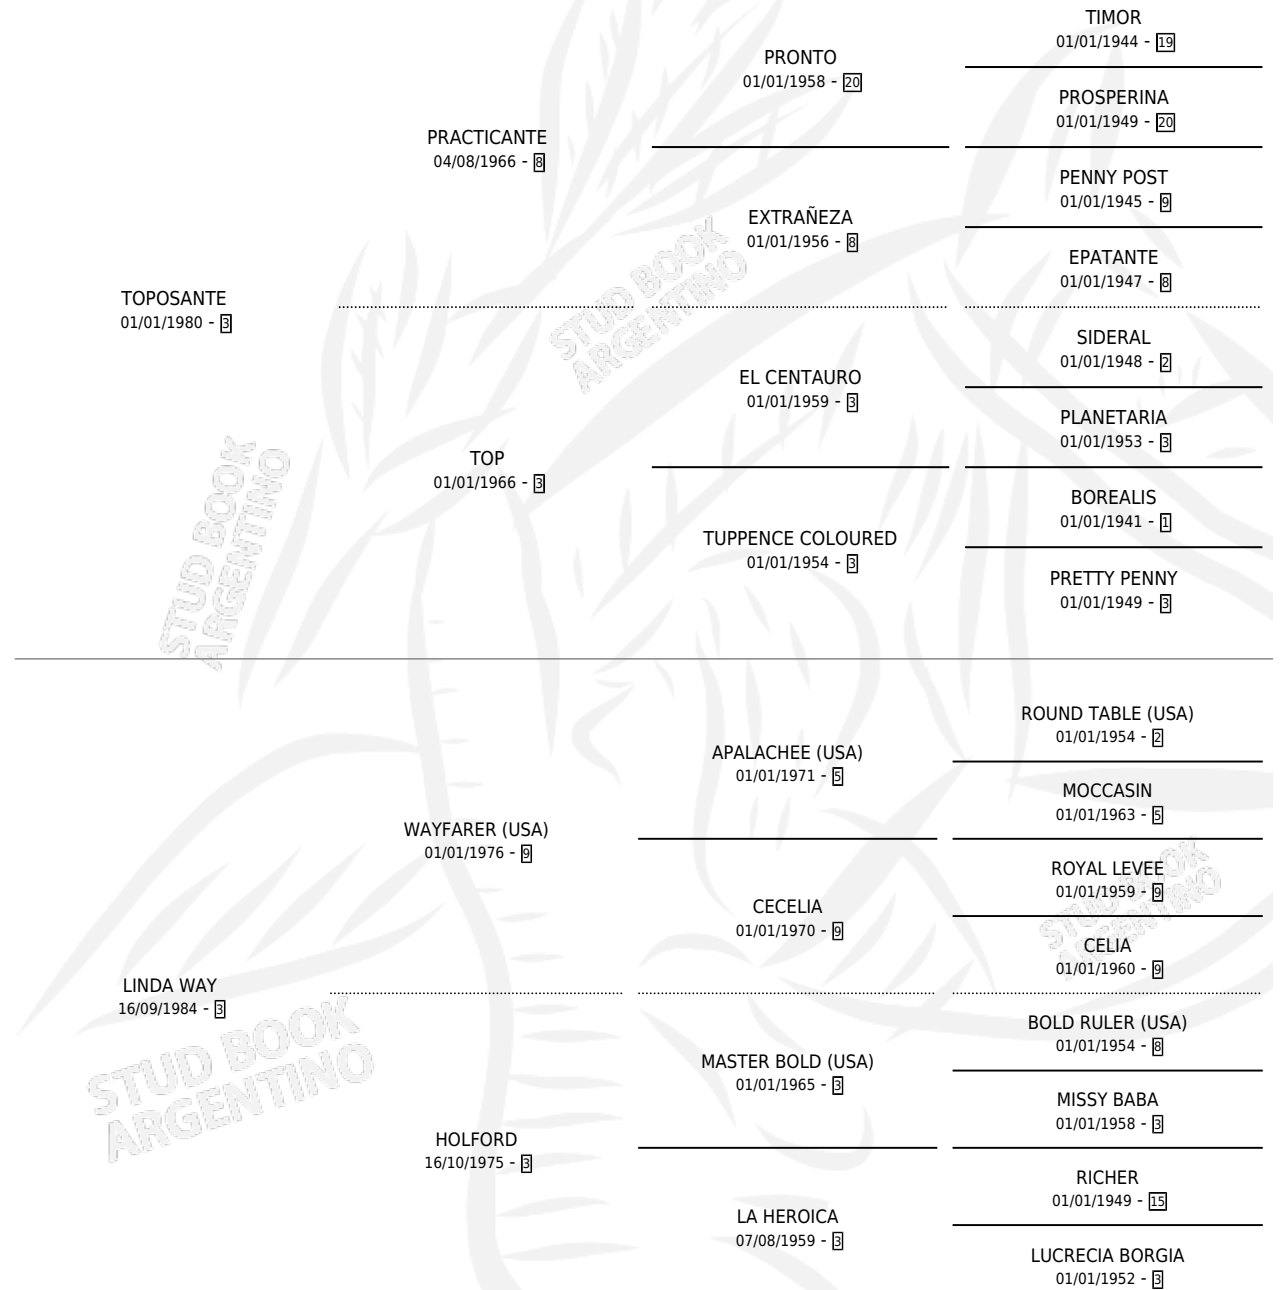 TIMOR
01/01/1944 - 19
PRONTO
01/01/1958 - 20
PROSPERINA
01/01/1949 - 20
PRACTICANTE
04/08/1966 - 8
PENNY POST
01/01/1945 - 9
EXTRAÑEZA
01/01/1956 - 8
EPATANTE
01/01/1947 - 8
TOPOSANTE
01/01/1980 - 3
STUD BOOK
ARGENTINO
SIDERAL
01/01/1948 - 2
EL CENTAURO
01/01/1959 - 3
PLANETARIA
01/01/1953 - 3
TOP
01/01/1966 - 3
STUD BOOK
ARGENTINO
BOREALIS
01/01/1941 - 1
TUPPENCE COLOURED
01/01/1954 - 3
PRETTY PENNY
01/01/1949 - 3
ROUND TABLE (USA)
01/01/1954 - 2
APALACHEE (USA)
01/01/1971 - 5
MOCCASIN
01/01/1963 - 5
WAYFARER (USA)
01/01/1976 - 9
ROYAL LEVEE
01/01/1959 - 9
CECELIA
01/01/1970 - 9
STUD BOOK
ARGENTINO
CELIA
01/01/1960 - 9
LINDA WAY
16/09/1984 - 3
STUD BOOK
ARGENTINO
BOLD RULER (USA)
01/01/1954 - 8
MASTER BOLD (USA)
01/01/1965 - 3
MISSY BABA
01/01/1958 - 3
HOLFORD
16/10/1975 - 3
RICHER
01/01/1949 - 15
LA HEROICA
07/08/1959 - 3
LUCRECIA BORGIA
01/01/1952 - 3